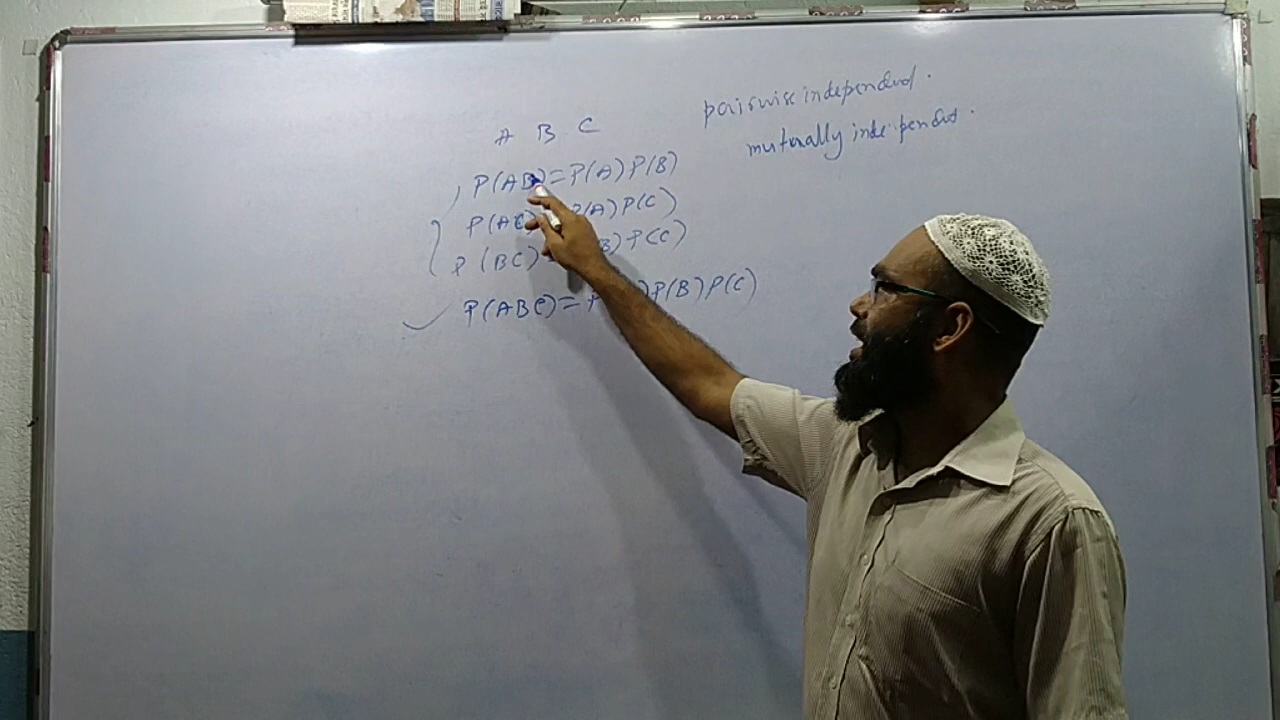 pairwise independent.
mutually independent.
A B C
P(AB)=P(A)P(B)
P(AC) P(A)P(C)
P(BC) B)P(C)
P(ABC)=P )P(B)P(C)